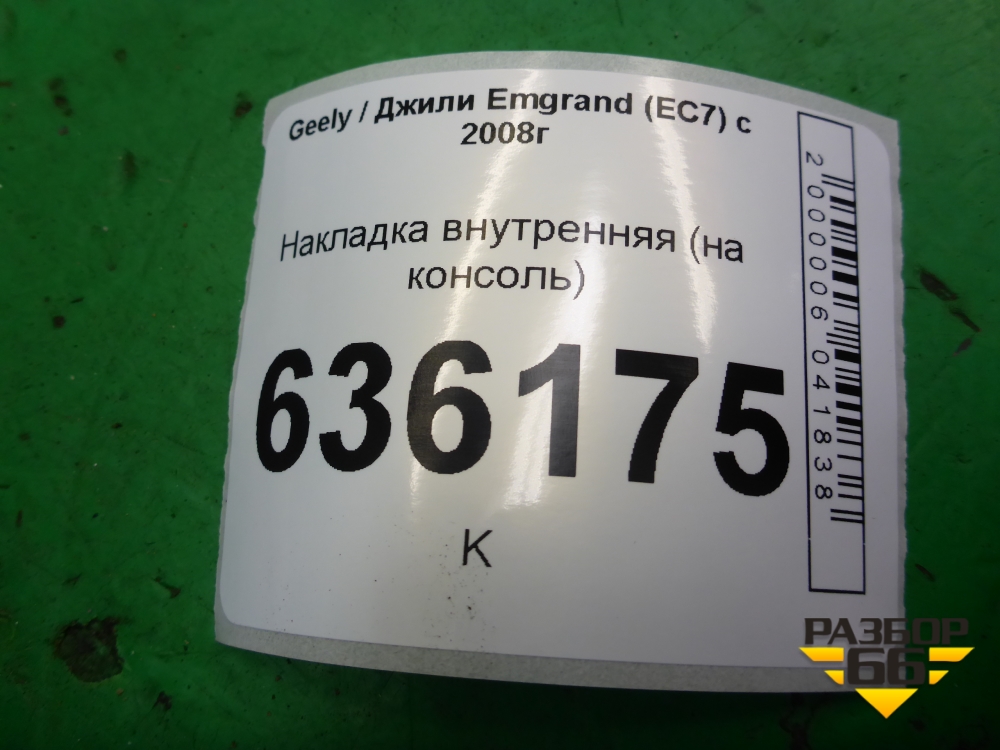 Geely / Джили Emgrand (EC7) с
2008г
Накладка внутренняя (на
консоль)
636175
К
2000006041838
РАЗБОР
66